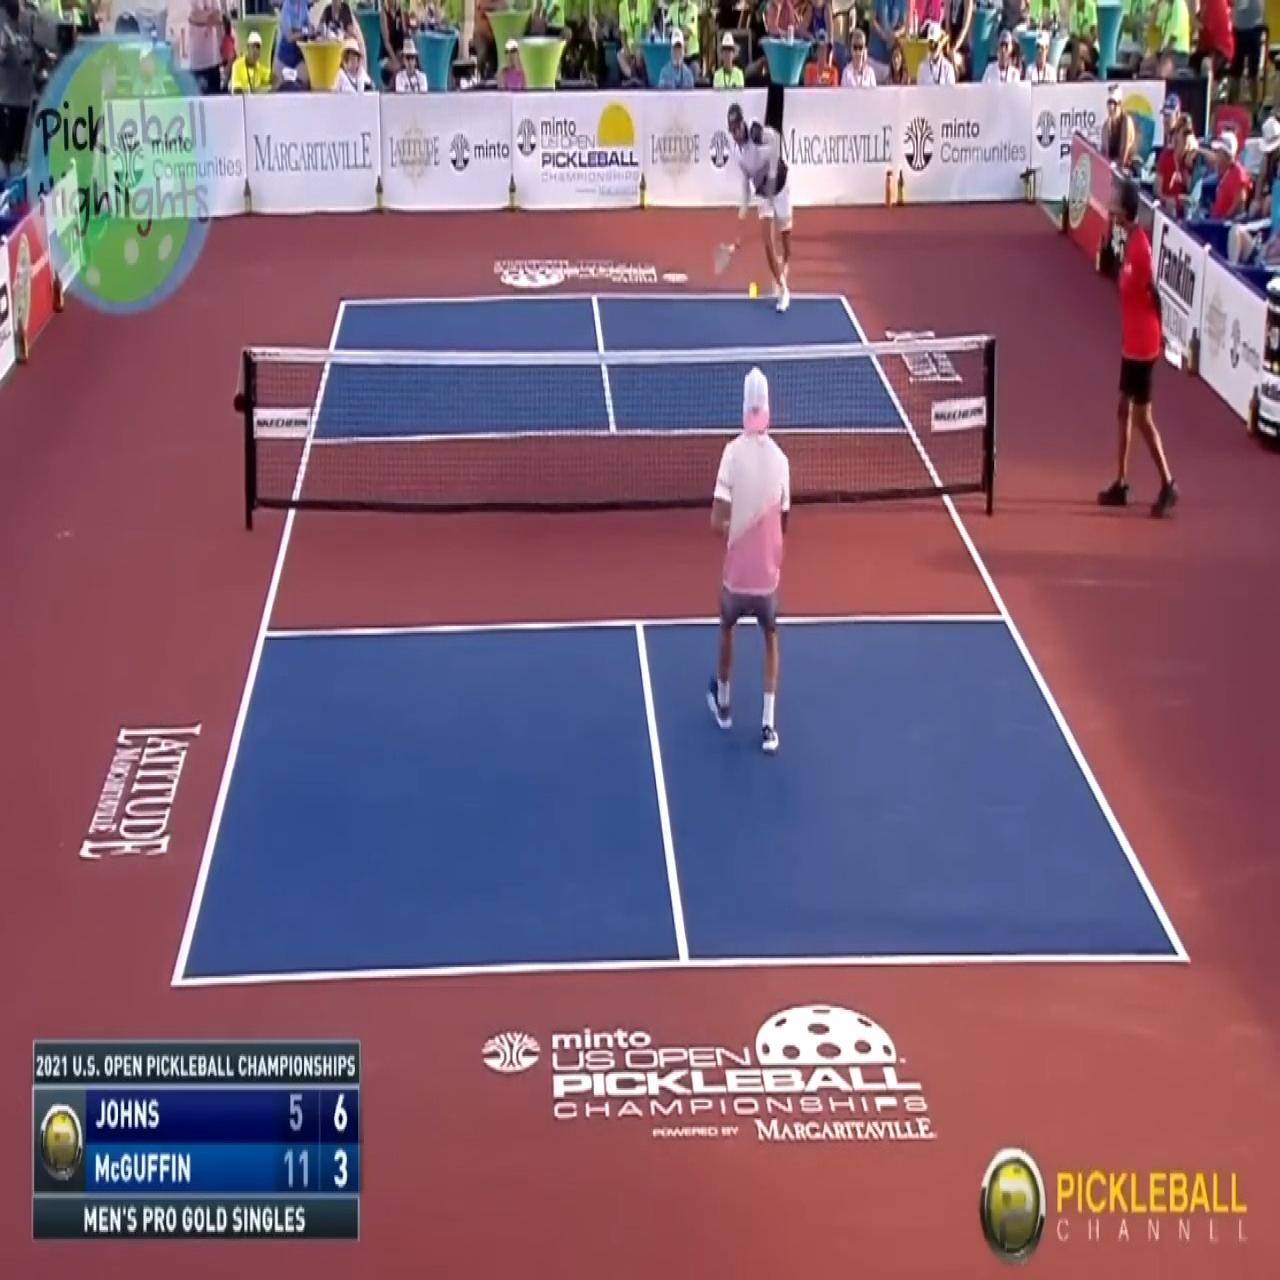 Pickleball
Highlights
minto
Communities
MARGARITAVILLE
LATITUDE
minto
minto
US OPEN
PICKLEBALL
CHAMPIONSHIPS
LATITUDE
MARGARITAVILLE
minto
Communities
minto
Franklin
SKECHERS
SKECHERS
minto
LATITUDE
MARGARITAVILLE
minto
US OPEN
PICKLEBALL
CHAMPIONSHIPS
POWERED BY MARGARITAVILLE
2021 U.S. OPEN PICKLEBALL CHAMPIONSHIPS
JOHNS 5 6
McGUFFIN 11 3
MEN'S PRO GOLD SINGLES
PICKLEBALL
CHANNEL